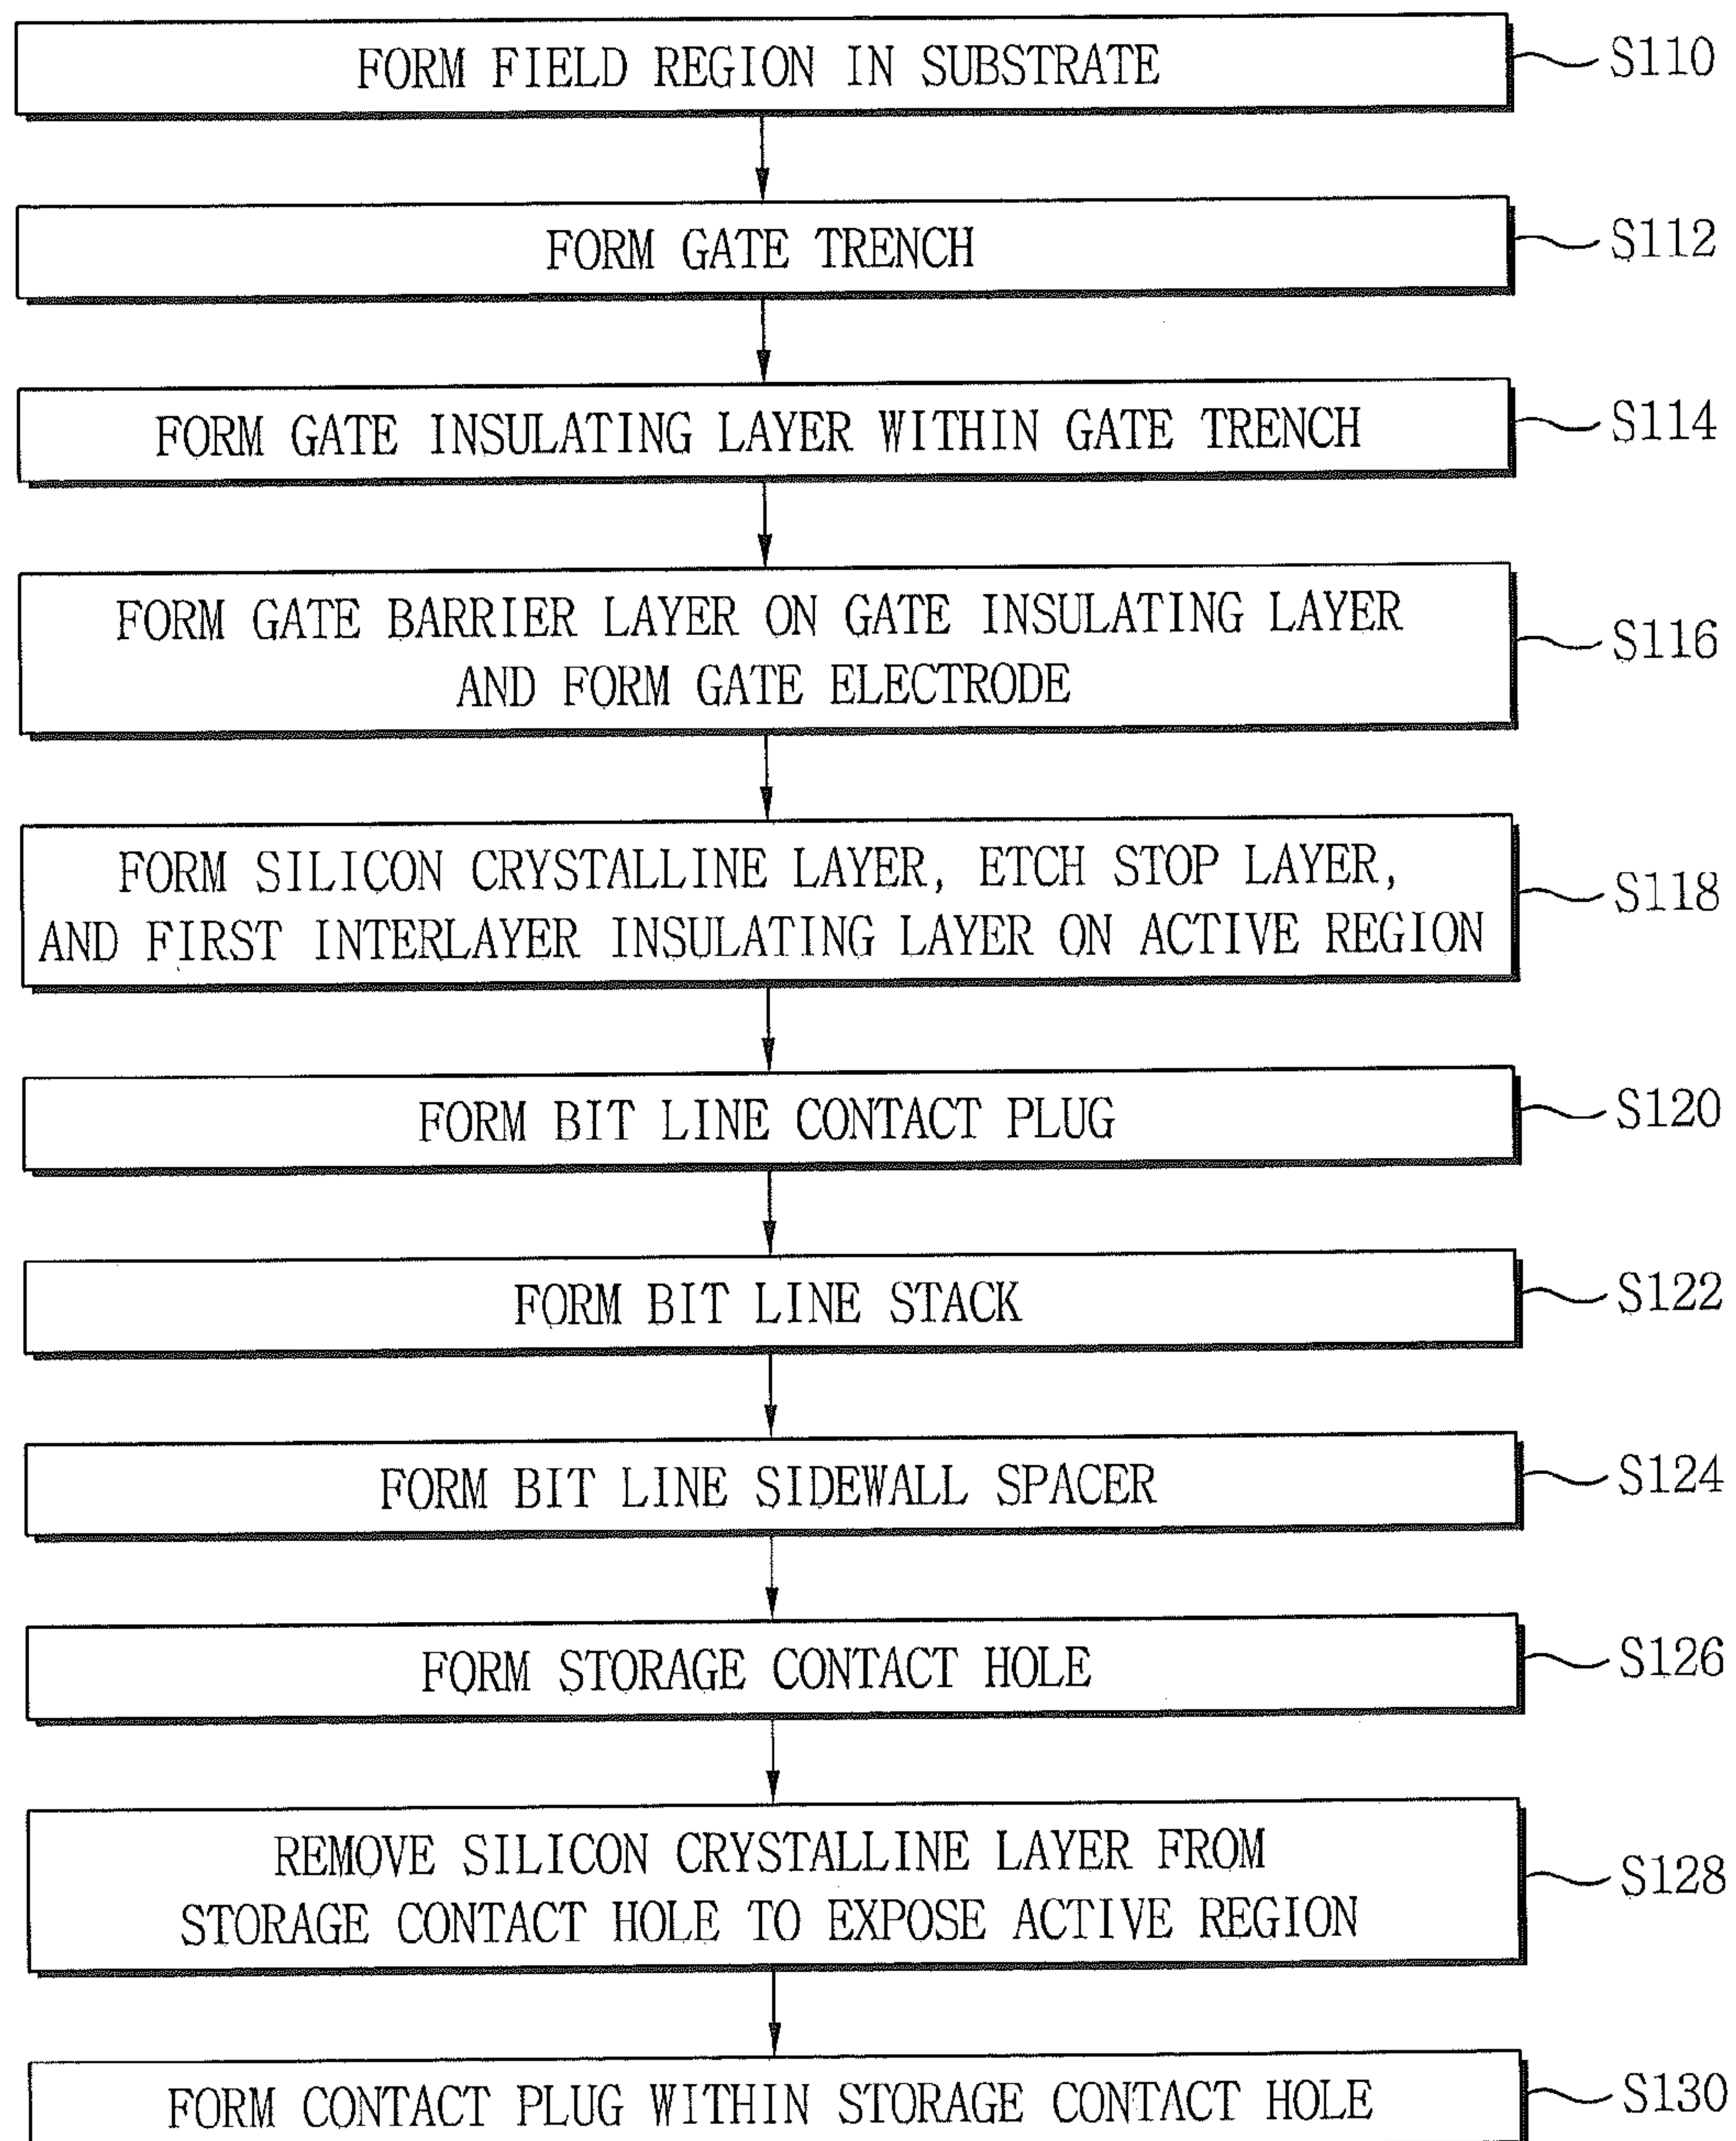 FORM FIELD REGION IN SUBSTRATE S110
FORM GATE TRENCH S112
FORM GATE INSULATING LAYER WITHIN GATE TRENCH S114
FORM GATE BARRIER LAYER ON GATE INSULATING LAYER
AND FORM GATE ELECTRODE S116
FORM SILICON CRYSTALLINE LAYER, ETCH STOP LAYER,
AND FIRST INTERLAYER INSULATING LAYER ON ACTIVE REGION S118
FORM BIT LINE CONTACT PLUG S120
FORM BIT LINE STACK S122
FORM BIT LINE SIDEWALL SPACER S124
FORM STORAGE CONTACT HOLE S126
REMOVE SILICON CRYSTALLINE LAYER FROM
STORAGE CONTACT HOLE TO EXPOSE ACTIVE REGION S128
FORM CONTACT PLUG WITHIN STORAGE CONTACT HOLE S130